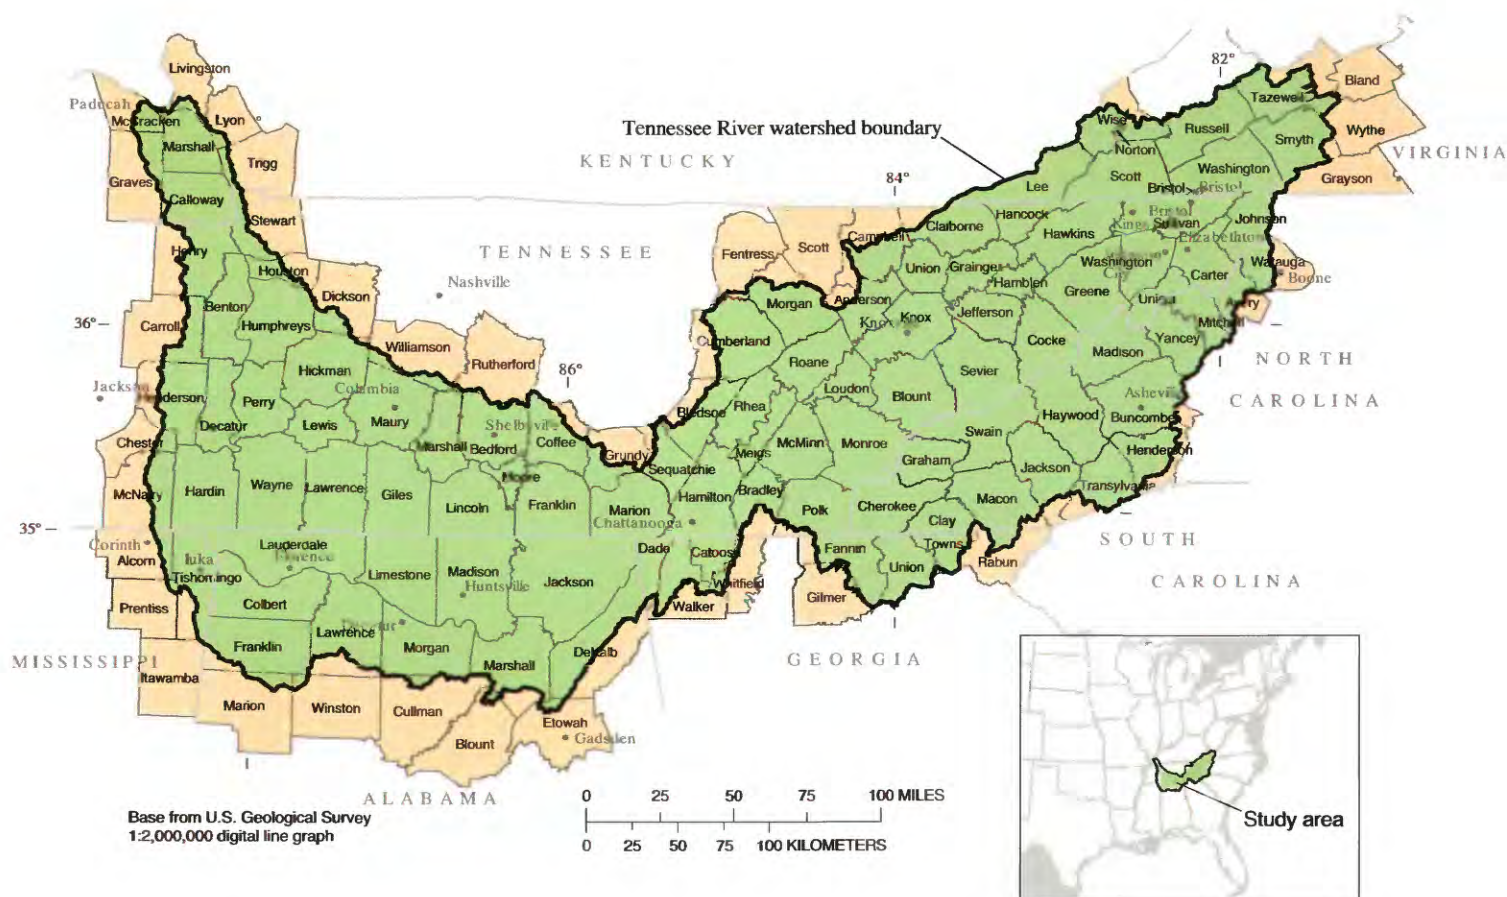 Livingston
82°
Bland
Paducah
McCracken
Lyon
Tazewell
Wise
Tennessee River watershed boundary
Russell
Wythe
Marshall
Norton
Smyth
VIRGINIA
KENTUCKY
Trigg
Graves
84°
Scott
Washington
Grayson
Lee
Bristol
Bristol
Calloway
Stewart
Hancock
Bristol
Johnson
Campbell
Claiborne
Hawkins
Sullivan
TENNESSEE
Henry
Fentress
Scott
Elizabethton
Houston
Union
Grainger
Washington
City
Watauga
Boone
Nashville
Hamblen
Carter
Dickson
Morgan
Anderson
Greene
Unicoi
Avery
Benton
Jefferson
36°
Carroll
Humphreys
Knox
Mitchell
Cumberland
Cocke
Yancey
Williamson
Rutherford
Madison
NORTH
Roane
Hickman
86°
Sevier
Jackson
Columbia
Loudon
Blount
CAROLINA
Henderson
Perry
Bledsoe
Rhea
Haywood
Buncombe
Decatur
Lewis
Maury
Shelbyville
Swain
Chester
Marshall
Bedford
Coffee
Grundy
McMinn
Monroe
Henderson
Meigs
Graham
Sequatchie
Jackson
Moore
McNairy
Hardin
Wayne
Lawrence
Giles
Hamilton
Bradley
Macon
Transylvania
Lincoln
Franklin
Marion
Polk
Cherokee
Chattanooga
Clay
35°
Corinth
Lauderdale
Florence
Dade
Catoosa
Fannin
Towns
SOUTH
Alcorn
Iuka
Tishomingo
Limestone
Madison
Jackson
Whitfield
Union
Rabun
Huntsville
CAROLINA
Prentiss
Colbert
Walker
Gilmer
Decatur
Lawrence
Franklin
Morgan
Marshall
DeKalb
MISSISSIPPI
GEORGIA
Itawamba
Marion
Winston
Cullman
Etowah
Gadsden
Blount
ALABAMA
0 25 50 75 100 MILES
0 25 50 75 100 KILOMETERS
Base from U.S. Geological Survey
1:2,000,000 digital line graph
Study area